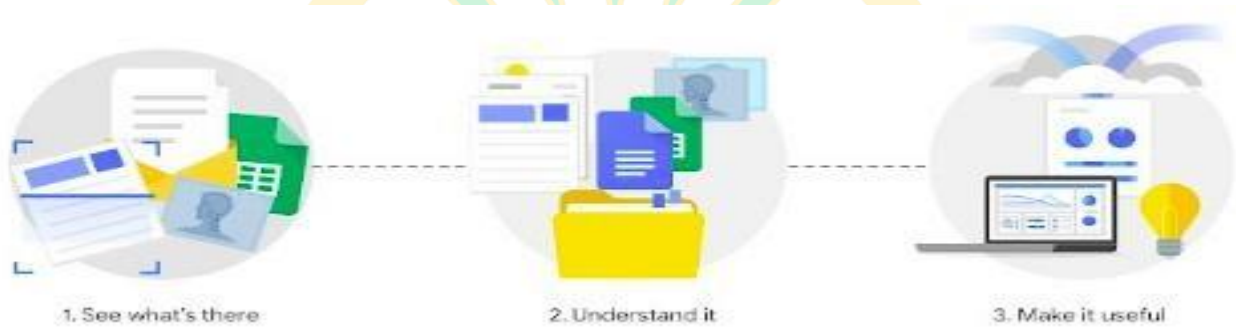 1. See what's there
2. Understand it
3. Make it useful